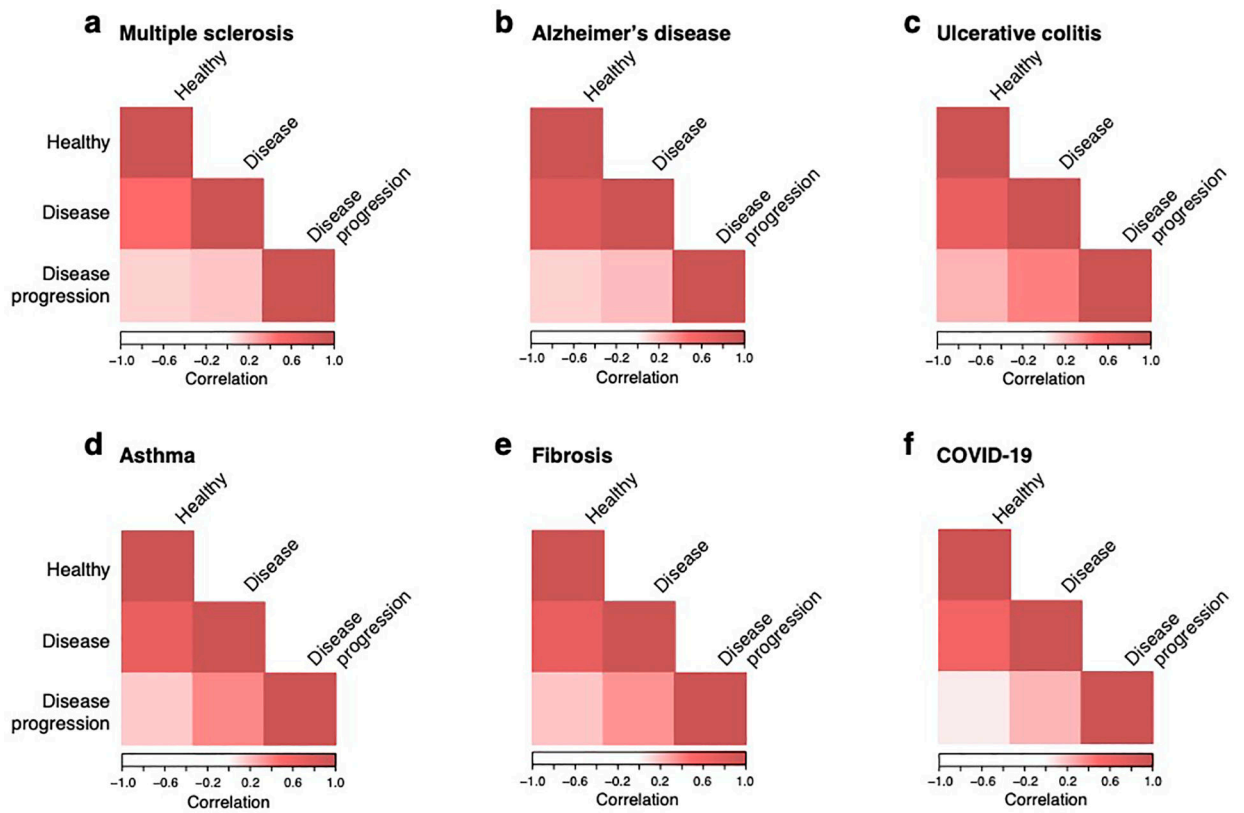 a Multiple sclerosis
Healthy
Disease
Disease
progression
Healthy
Disease
Disease
progression
−1.0 −0.6 −0.2 0.2 0.6 1.0
Correlation
b Alzheimer's disease
Healthy
Disease
Disease
progression
−1.0 −0.6 −0.2 0.2 0.6 1.0
Correlation
c Ulcerative colitis
Healthy
Disease
Disease
progression
−1.0 −0.6 −0.2 0.2 0.6 1.0
Correlation
d Asthma
Healthy
Disease
Disease
progression
Healthy
Disease
Disease
progression
−1.0 −0.6 −0.2 0.2 0.6 1.0
Correlation
e Fibrosis
Healthy
Disease
Disease
progression
−1.0 −0.6 −0.2 0.2 0.6 1.0
Correlation
f COVID-19
Healthy
Disease
Disease
progression
−1.0 −0.6 −0.2 0.2 0.6 1.0
Correlation